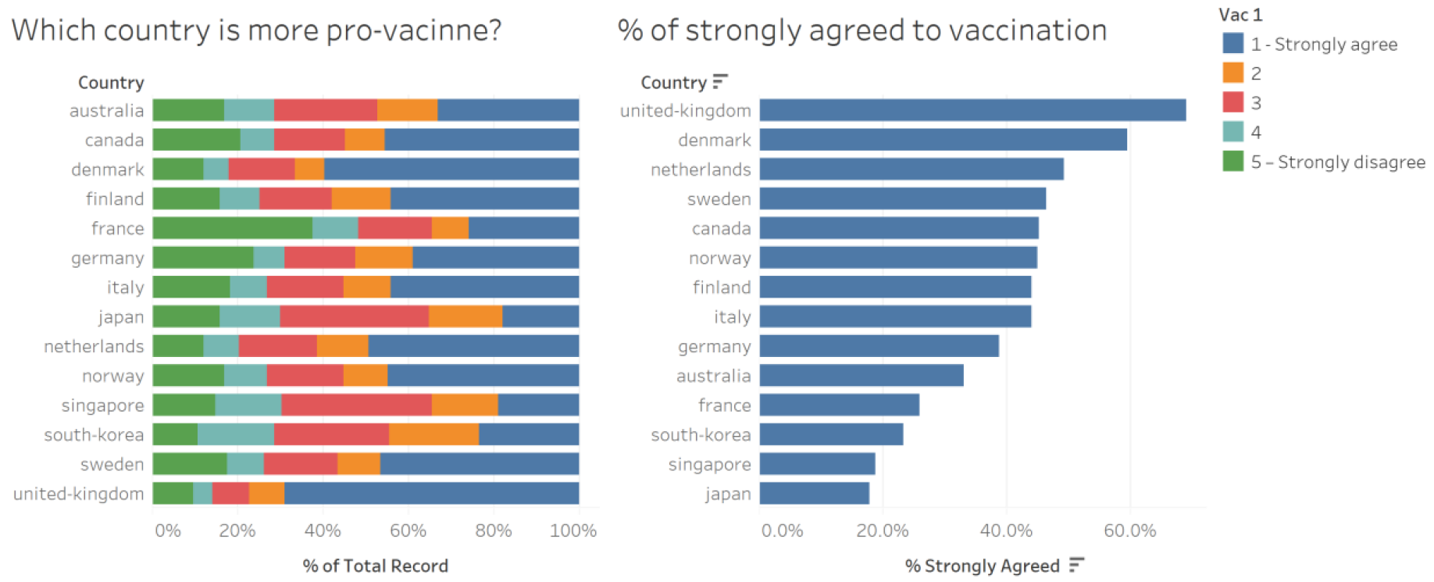 Which country is more pro-vacinne?
Country
australia
canada
denmark
finland
france
germany
italy
japan
netherlands
norway
singapore
south-korea
sweden
united-kingdom
0% 20% 40% 60% 80% 100%
% of Total Record
% of strongly agreed to vaccination
Country
united-kingdom
denmark
netherlands
sweden
canada
norway
finland
italy
germany
australia
france
south-korea
singapore
japan
0.0% 20.0% 40.0% 60.0%
% Strongly Agreed
Vac 1
1 - Strongly agree
2
3
4
5 – Strongly disagree